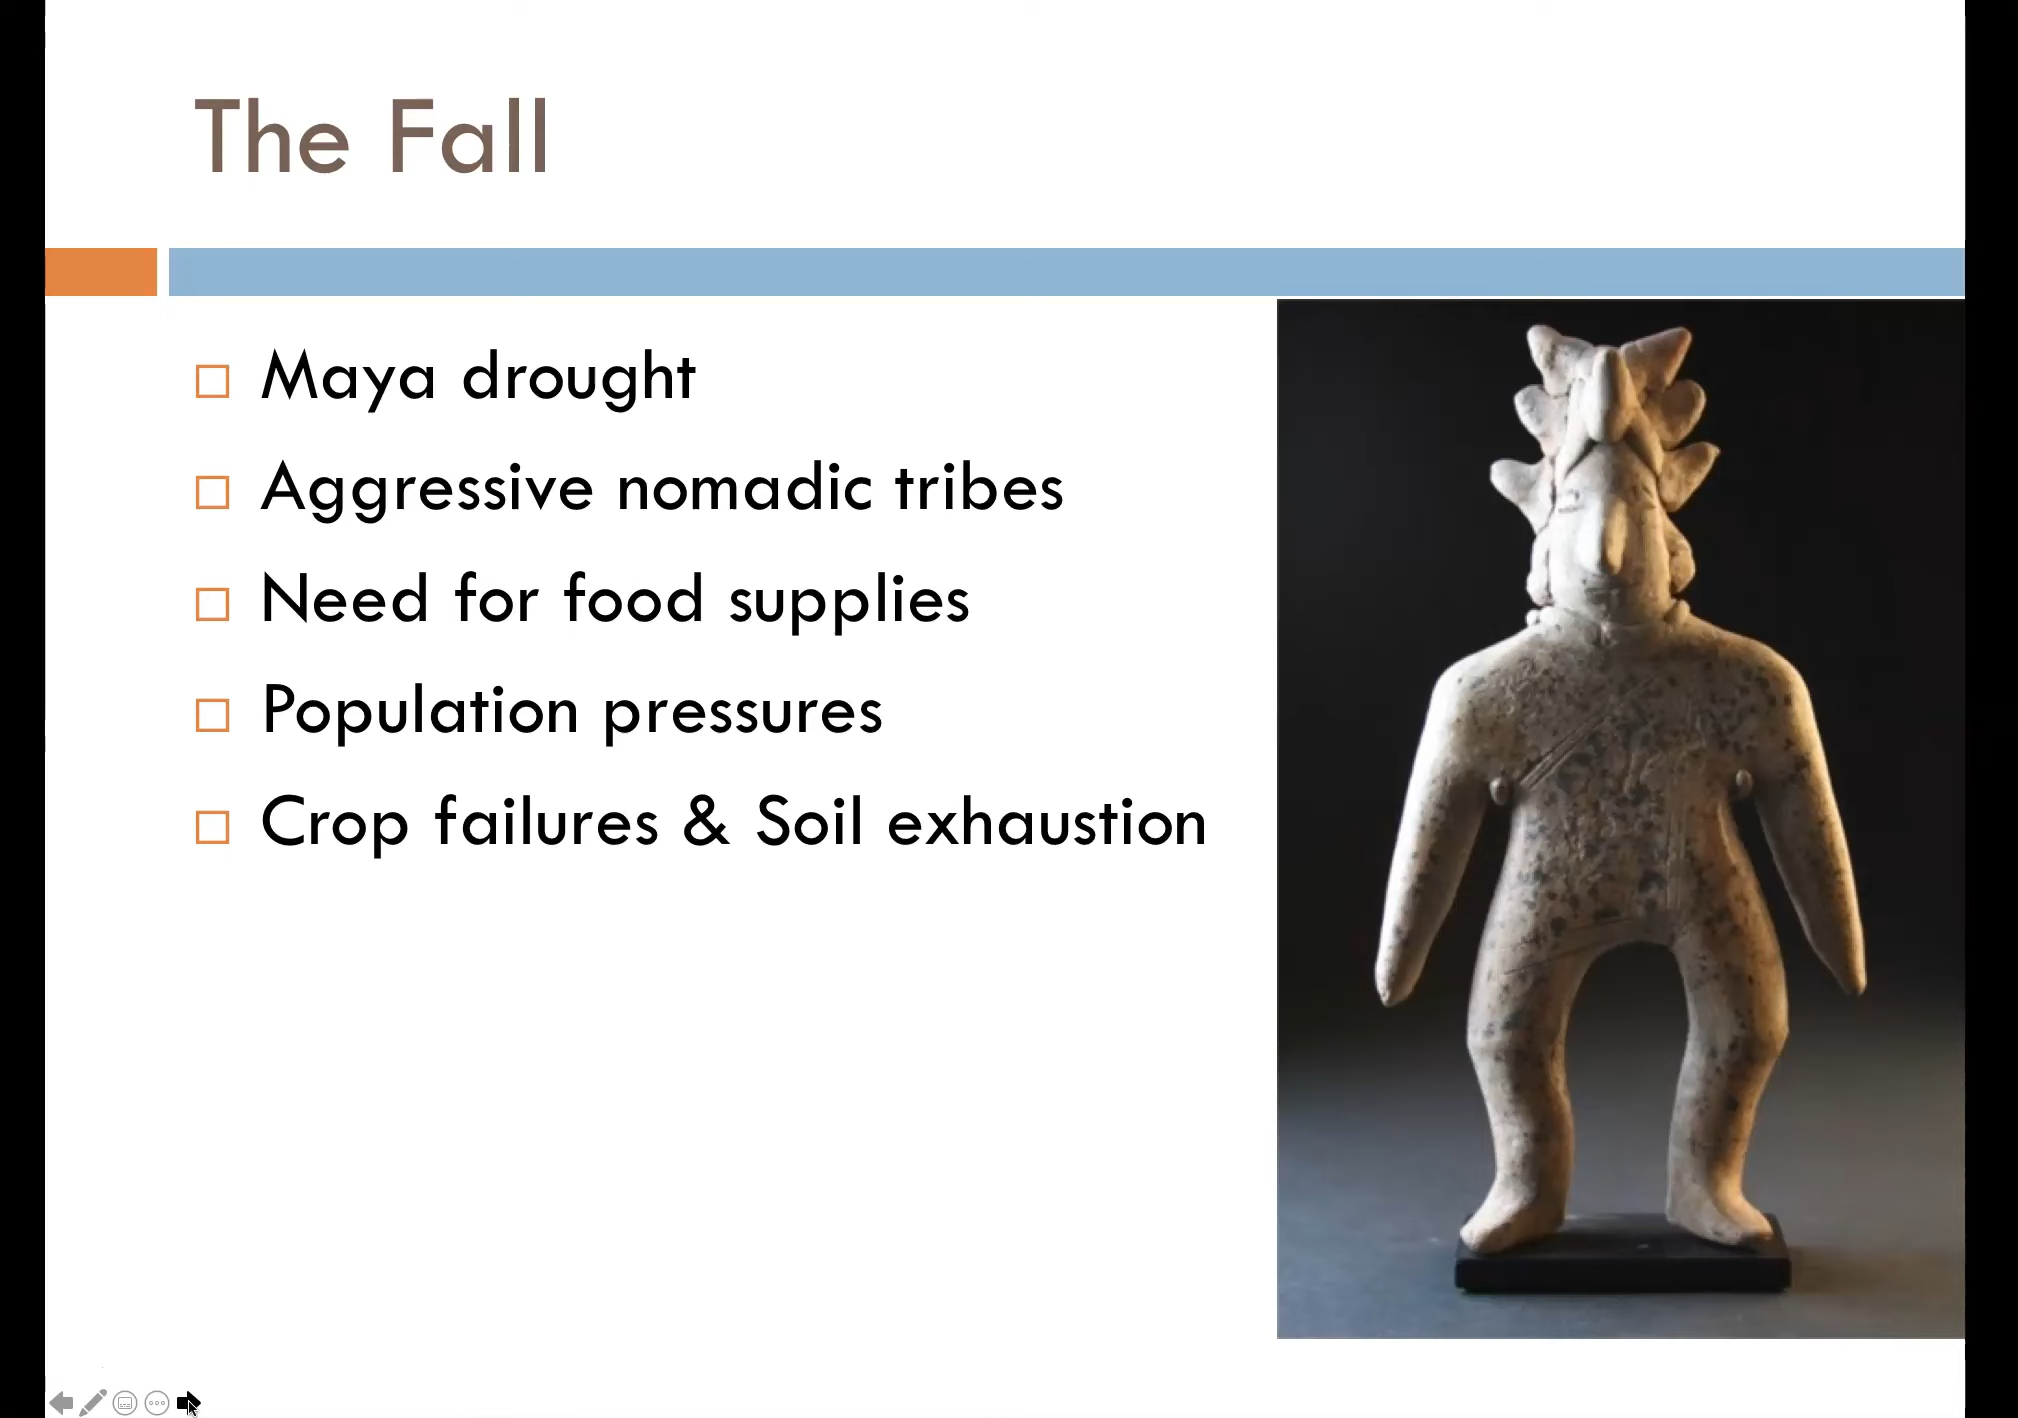 The Fall
Maya drought
Aggressive nomadic tribes
Need for food supplies
Population pressures
Crop failures & Soil exhaustion